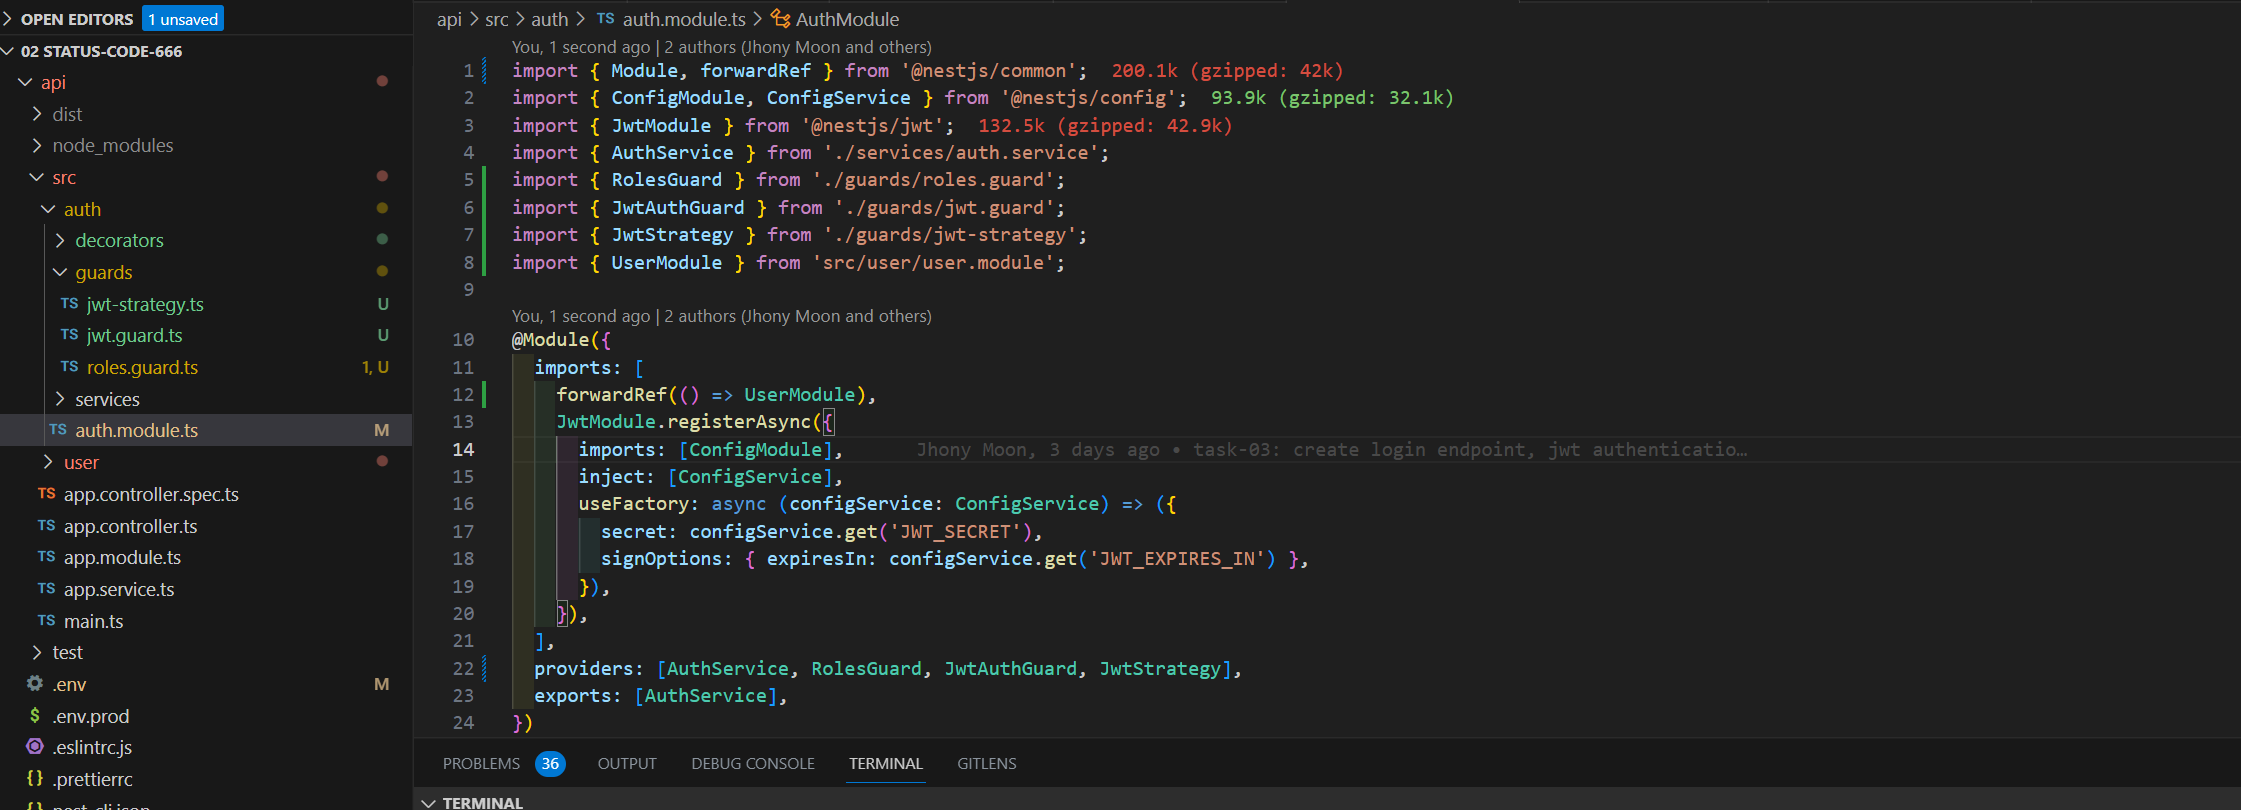 OPEN EDITORS 1 unsaved
02 STATUS-CODE-666
api
dist
node_modules
src
auth
decorators
guards
TS jwt-strategy.ts U
TS jwt.guard.ts U
TS roles.guard.ts 1, U
services
TS auth.module.ts M
user
TS app.controller.spec.ts
TS app.controller.ts
TS app.module.ts
TS app.service.ts
TS main.ts
test
.env M
$ .env.prod
.eslintrc.js
{} .prettierrc
{} nest-cli.json
api > src > auth > TS auth.module.ts > AuthModule
You, 1 second ago | 2 authors (Jhony Moon and others)
1 import { Module, forwardRef } from '@nestjs/common'; 200.1k (gzipped: 42k)
2 import { ConfigModule, ConfigService } from '@nestjs/config'; 93.9k (gzipped: 32.1k)
3 import { JwtModule } from '@nestjs/jwt'; 132.5k (gzipped: 42.9k)
4 import { AuthService } from './services/auth.service';
5 import { RolesGuard } from './guards/roles.guard';
6 import { JwtAuthGuard } from './guards/jwt.guard';
7 import { JwtStrategy } from './guards/jwt-strategy';
8 import { UserModule } from 'src/user/user.module';
9
You, 1 second ago | 2 authors (Jhony Moon and others)
10 @Module({
11 imports: [
12 forwardRef(() => UserModule),
13 JwtModule.registerAsync({
14 imports: [ConfigModule], Jhony Moon, 3 days ago • task-03: create login endpoint, jwt authenticatio…
15 inject: [ConfigService],
16 useFactory: async (configService: ConfigService) => ({
17 secret: configService.get('JWT_SECRET'),
18 signOptions: { expiresIn: configService.get('JWT_EXPIRES_IN') },
19 }),
20 }),
21 ],
22 providers: [AuthService, RolesGuard, JwtAuthGuard, JwtStrategy],
23 exports: [AuthService],
24 })
PROBLEMS 36 OUTPUT DEBUG CONSOLE TERMINAL GITLENS
TERMINAL